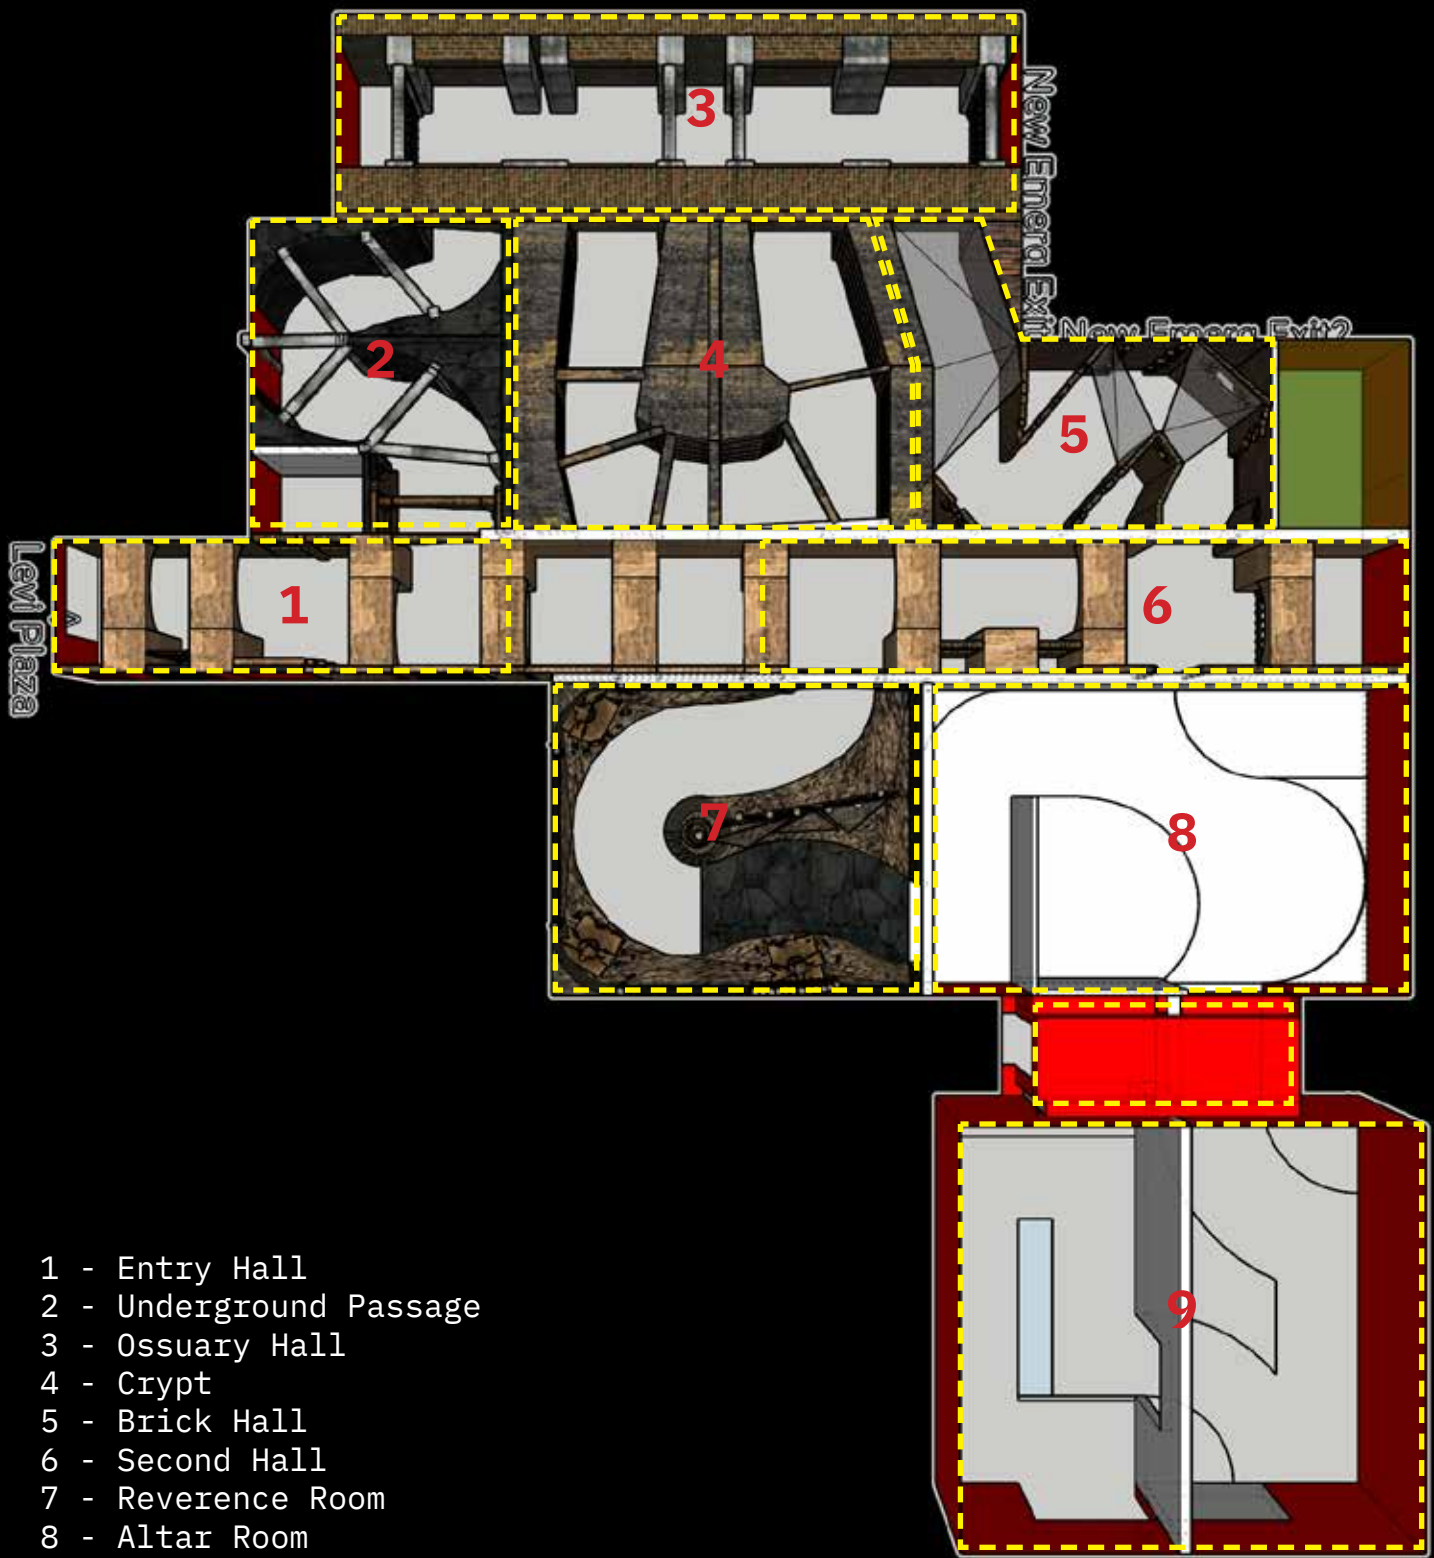 3
New Emera Exit
New Emera Exit2
2
4
5
Levi Plaza
1
6
7
8
9
1 - Entry Hall
2 - Underground Passage
3 - Ossuary Hall
4 - Crypt
5 - Brick Hall
6 - Second Hall
7 - Reverence Room
8 - Altar Room